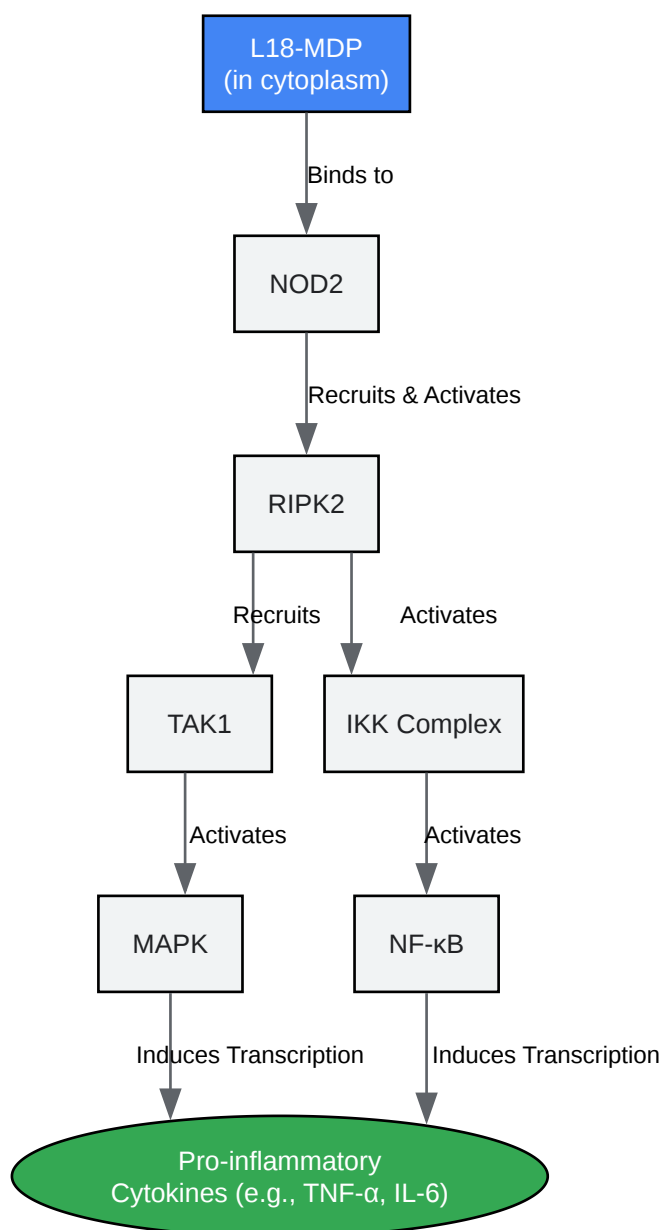 L18-MDP
(in cytoplasm)
Binds to
NOD2
Recruits & Activates
RIPK2
Recruits
Activates
TAK1
IKK Complex
Activates
Activates
MAPK
NF-κB
Induces Transcription
Induces Transcription
Pro-inflammatory
Cytokines (e.g., TNF-α, IL-6)